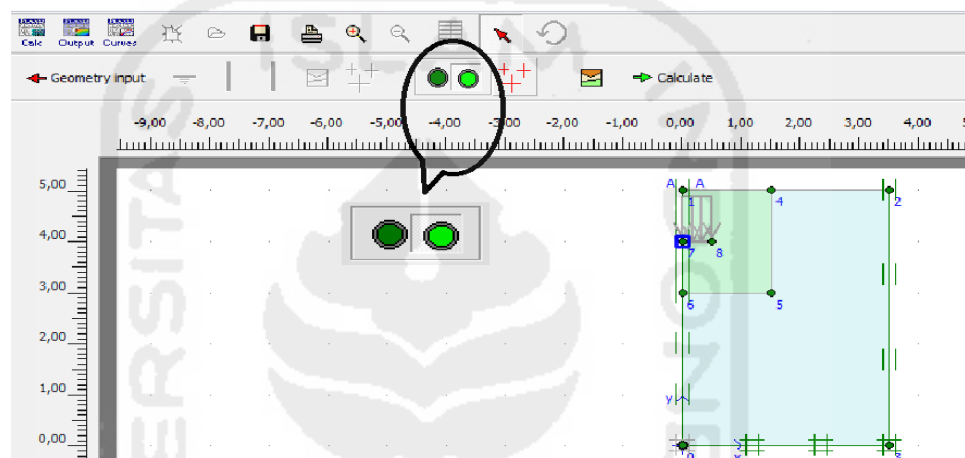 Calc Output Curves
Geometry input Calculate
-9,00 -8,00 -7,00 -6,00 -5,00 -4,00 -3,00 -2,00 -1,00 0,00 1,00 2,00 3,00 4,00
5,00
A A
1 4 2
4,00
7 8
3,00
6 5
2,00
1,00
y
0,00
0 x 3
ISLAM